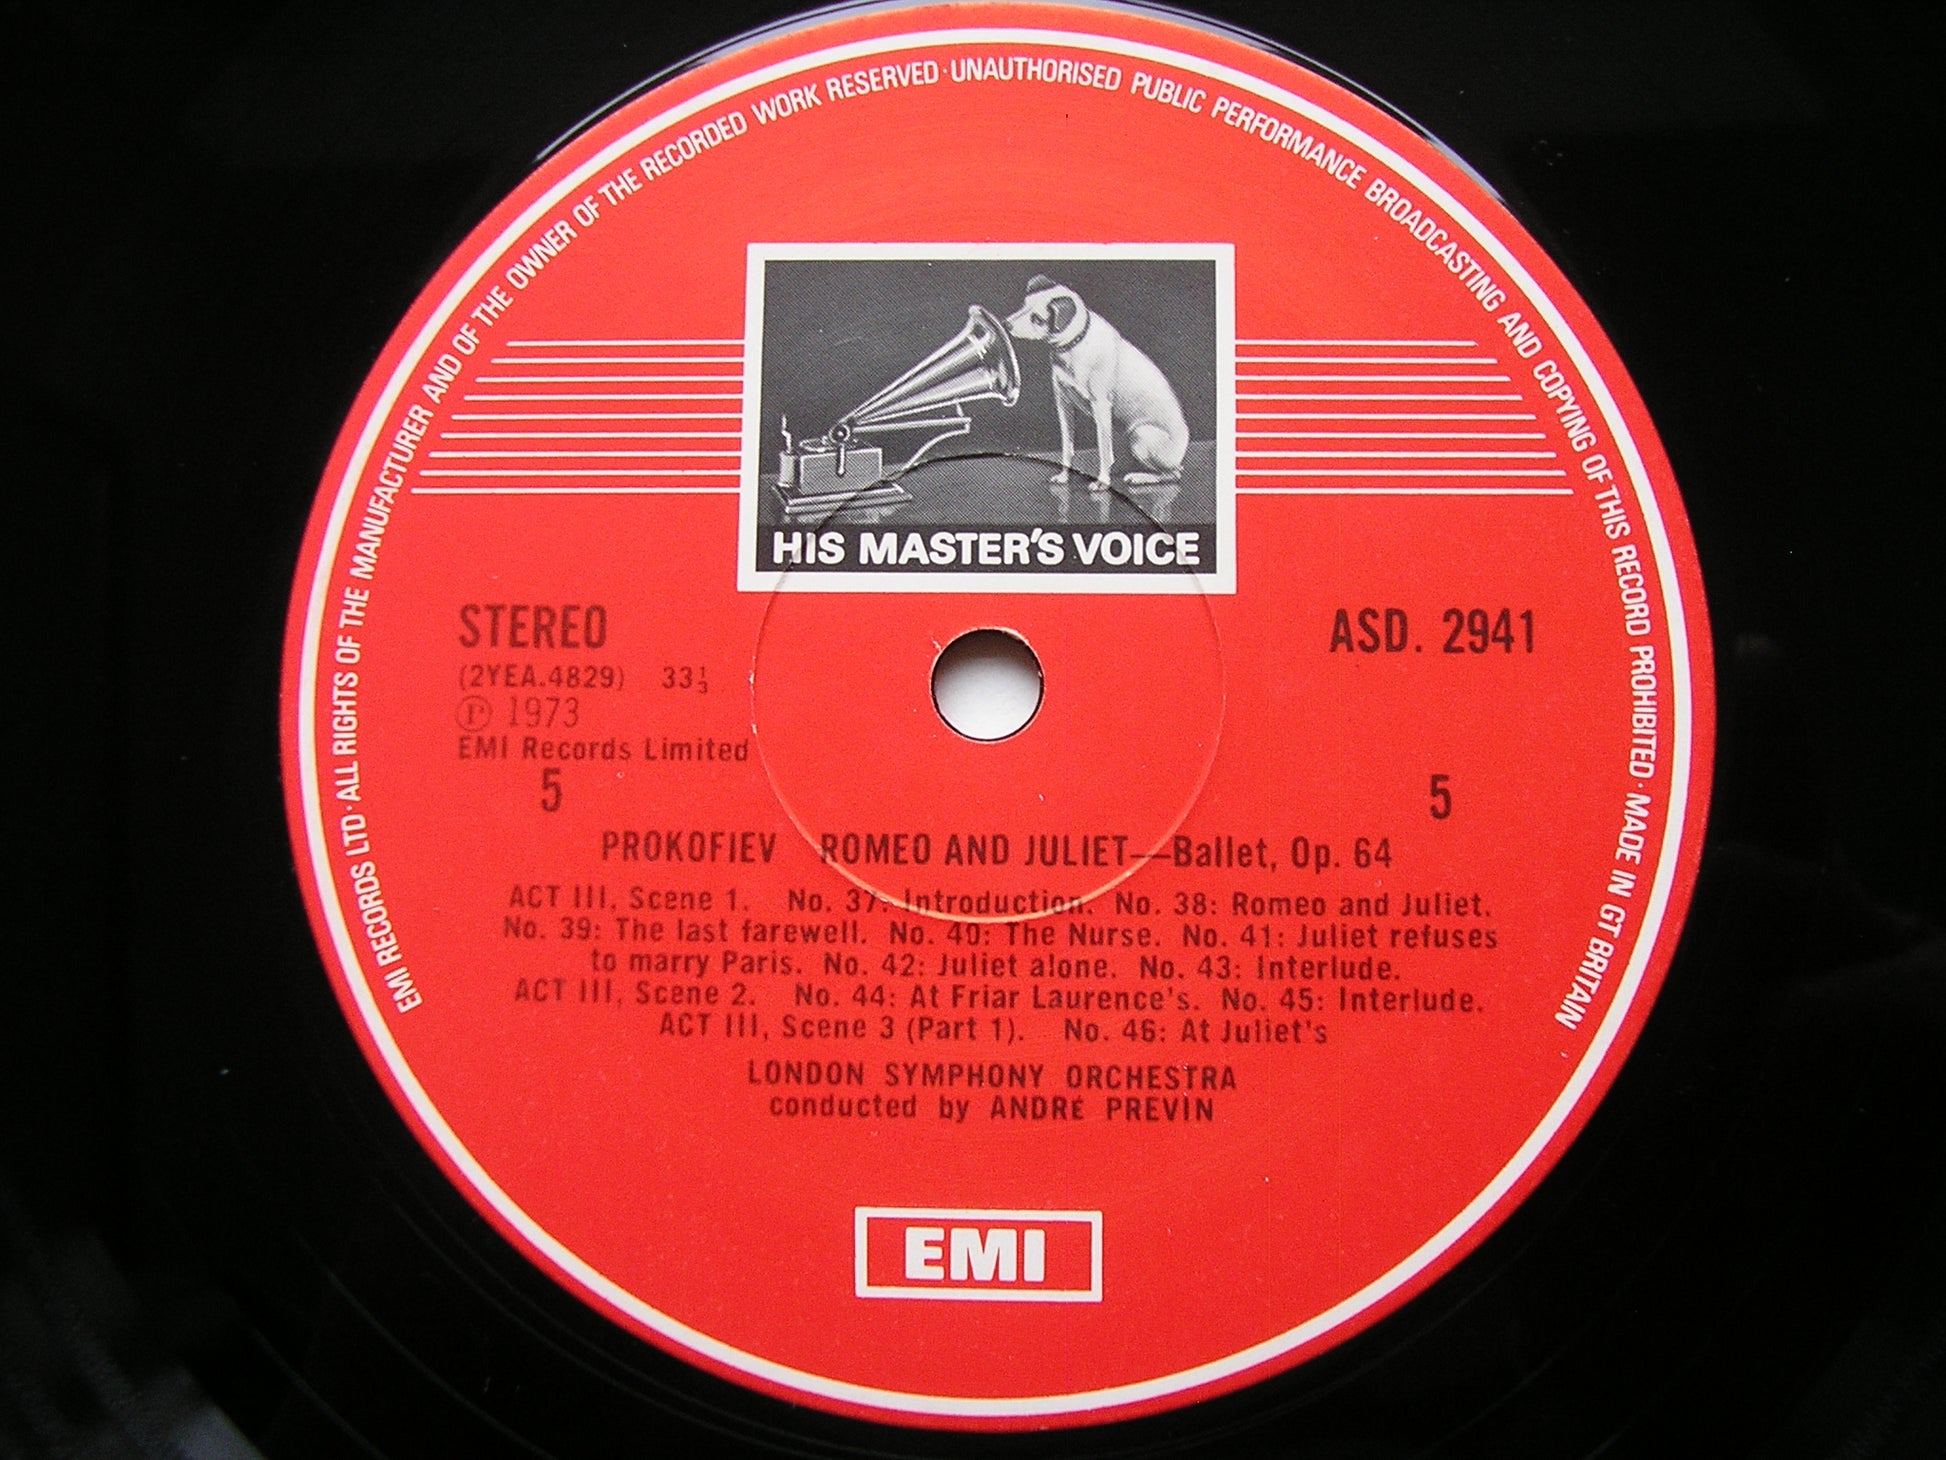 EMI RECORDS LTD · ALL RIGHTS OF THE MANUFACTURER AND OF THE OWNER OF THE RECORDED WORK RESERVED · UNAUTHORISED PUBLIC PERFORMANCE BROADCASTING AND COPYING OF THIS RECORD PROHIBITED · MADE IN GT BRITAIN
HIS MASTER'S VOICE
STEREO ASD. 2941
(2YEA.4829) 33⅓
℗ 1973
EMI Records Limited
5 5
PROKOFIEV ROMEO AND JULIET—Ballet, Op. 64
ACT III, Scene 1. No. 37: Introduction. No. 38: Romeo and Juliet.
No. 39: The last farewell. No. 40: The Nurse. No. 41: Juliet refuses
to marry Paris. No. 42: Juliet alone. No. 43: Interlude.
ACT III, Scene 2. No. 44: At Friar Laurence's. No. 45: Interlude.
ACT III, Scene 3 (Part 1). No. 46: At Juliet's
LONDON SYMPHONY ORCHESTRA
conducted by ANDRÉ PREVIN
EMI